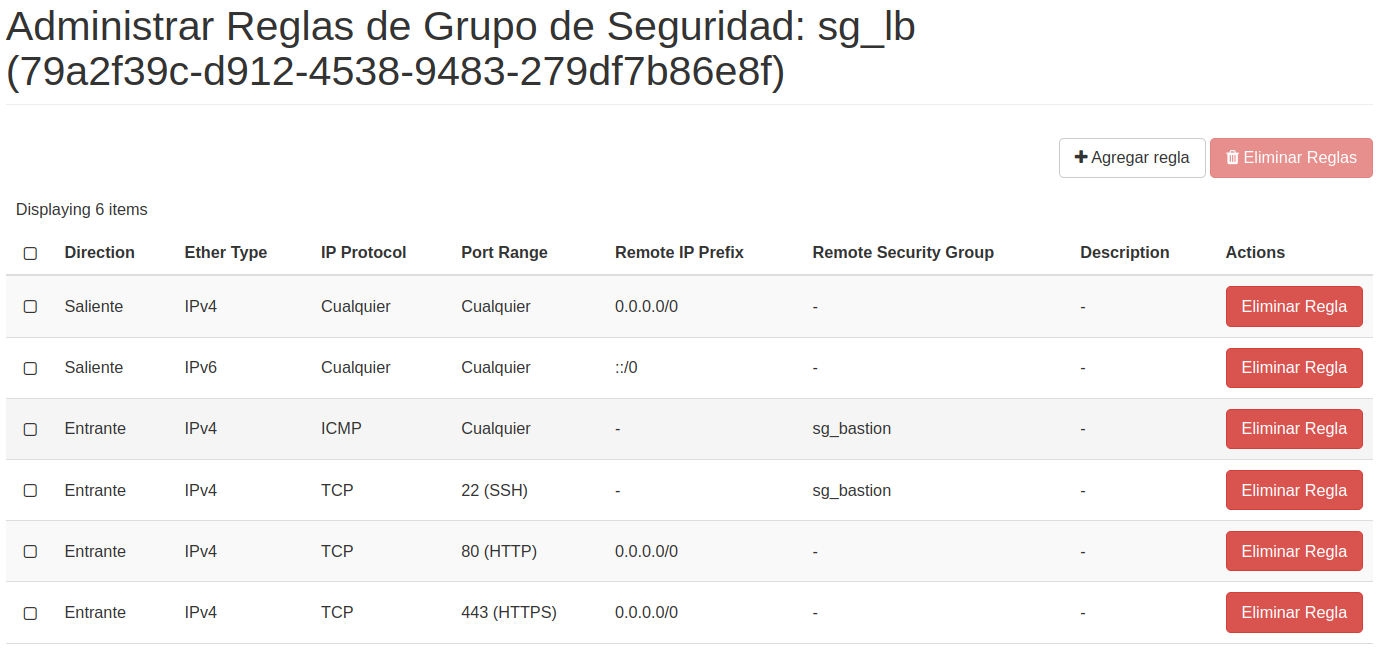 Administrar Reglas de Grupo de Seguridad: sg_lb
(79a2f39c-d912-4538-9483-279df7b86e8f)
Agregar regla Eliminar Reglas
Displaying 6 items
Direction Ether Type IP Protocol Port Range Remote IP Prefix Remote Security Group Description Actions
Saliente IPv4 Cualquier Cualquier 0.0.0.0/0 - - Eliminar Regla
Saliente IPv6 Cualquier Cualquier ::/0 - - Eliminar Regla
Entrante IPv4 ICMP Cualquier - sg_bastion - Eliminar Regla
Entrante IPv4 TCP 22 (SSH) - sg_bastion - Eliminar Regla
Entrante IPv4 TCP 80 (HTTP) 0.0.0.0/0 - - Eliminar Regla
Entrante IPv4 TCP 443 (HTTPS) 0.0.0.0/0 - - Eliminar Regla